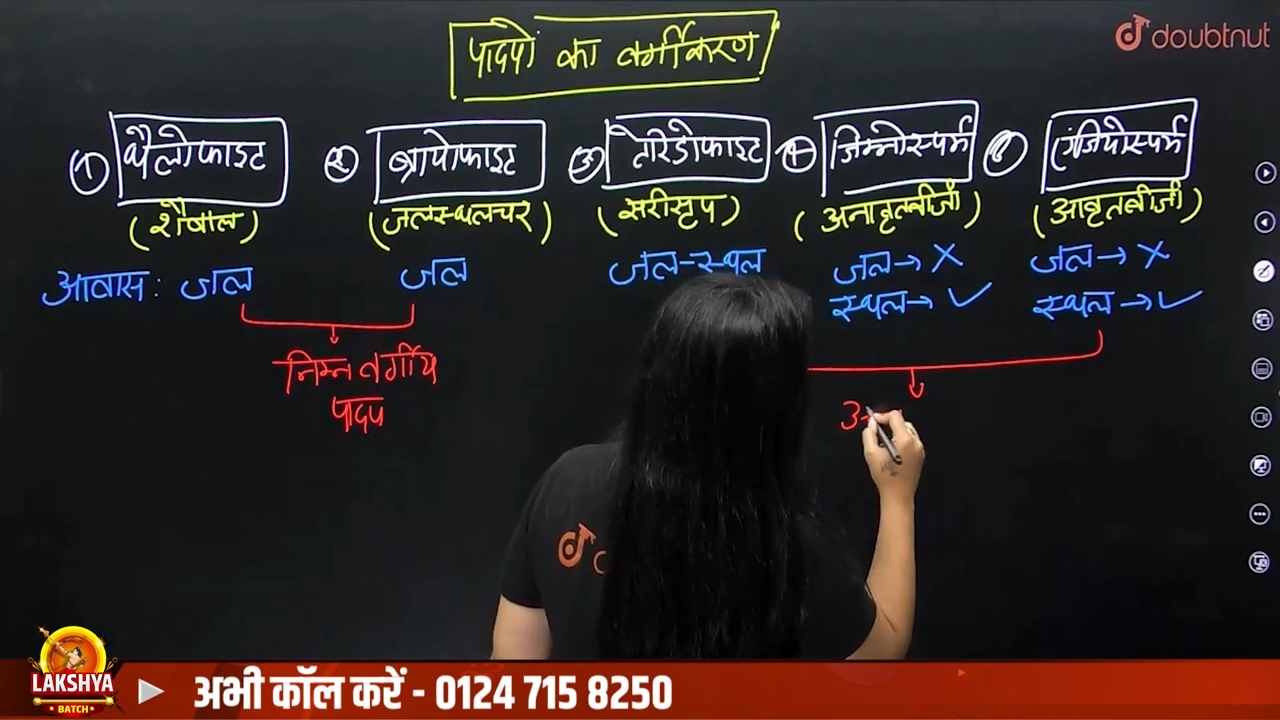 पादपों का वर्गीकरण
doubtnut
① थैलोफाइट ② ब्रायोफाइट ③ टेरिडोफाइट ④ जिम्नोस्पर्म ⑤ एंजियोस्पर्म
(शैवाल) (जलस्थलचर) (सरीसृप) (अनावृतबीजी) (आवृतबीजी)
आवास: जल जल जल-स्थल जल→ X जल→ X
स्थल→ ✓ स्थल→ ✓
निम्न वर्गीय
पादप
LAKSHYA
BATCH
अभी कॉल करें - 0124 715 8250